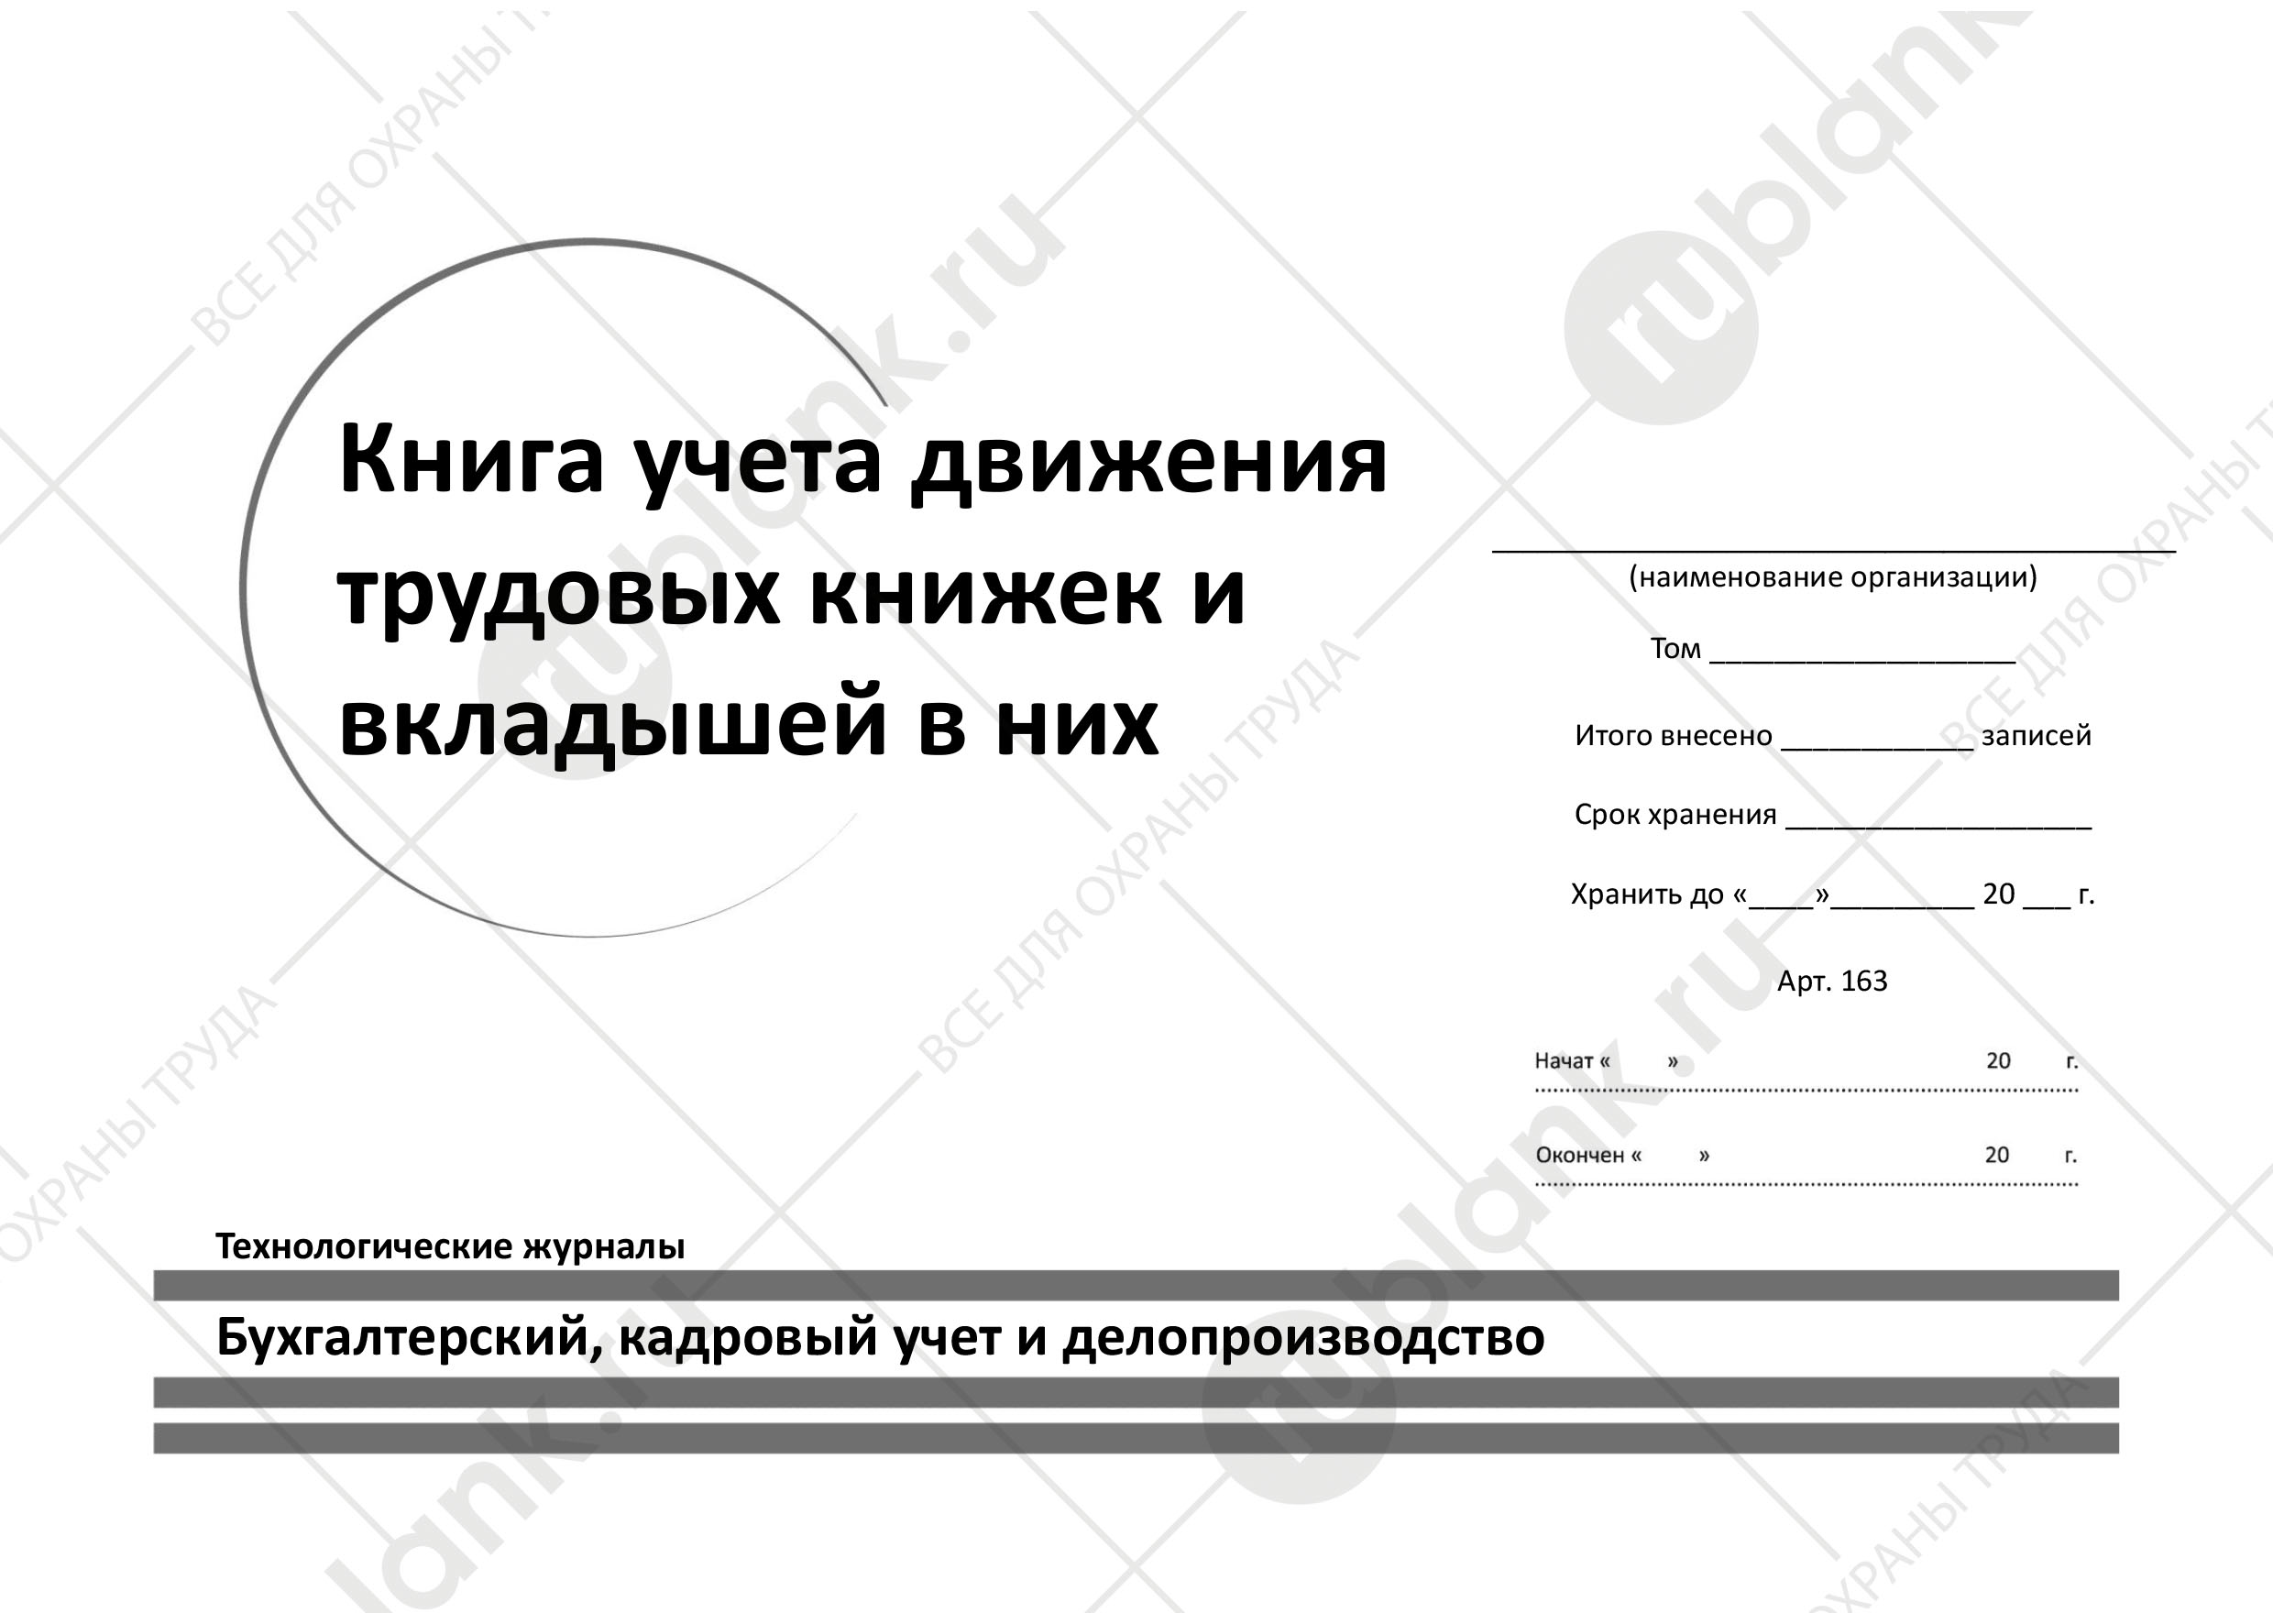 Книга учета движения
трудовых книжек и
вкладышей в них
(наименование организации)
Том ___________________
Итого внесено ____________ записей
Срок хранения ___________________
Хранить до «____»_________ 20 ___ г.
Арт. 163
Начат « » 20 г.
Окончен « » 20 г.
Технологические журналы
Бухгалтерский, кадровый учет и делопроизводство
rublank.ru
ВСЕ ДЛЯ ОХРАНЫ ТРУДА